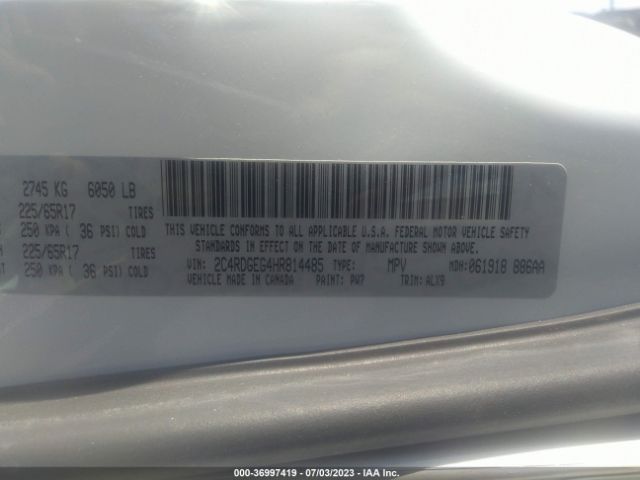 2745 KG 6050 LB
225/65R17 TIRES
250 KPA ( 36 PSI) COLD
225/65R17 TIRES
250 KPA ( 36 PSI) COLD
THIS VEHICLE CONFORMS TO ALL APPLICABLE U.S.A. FEDERAL MOTOR VEHICLE SAFETY
STANDARDS IN EFFECT ON THE DATE OF MANUFACTURE SHOWN ABOVE.
VIN: 2C4RDGEG4HR814485 TYPE: MPV MDH: 061918 886AA
VEHICLE MADE IN CANADA PAINT: PW7 TRIM: ALX9
000-36997419 - 07/03/2023 - IAA Inc.